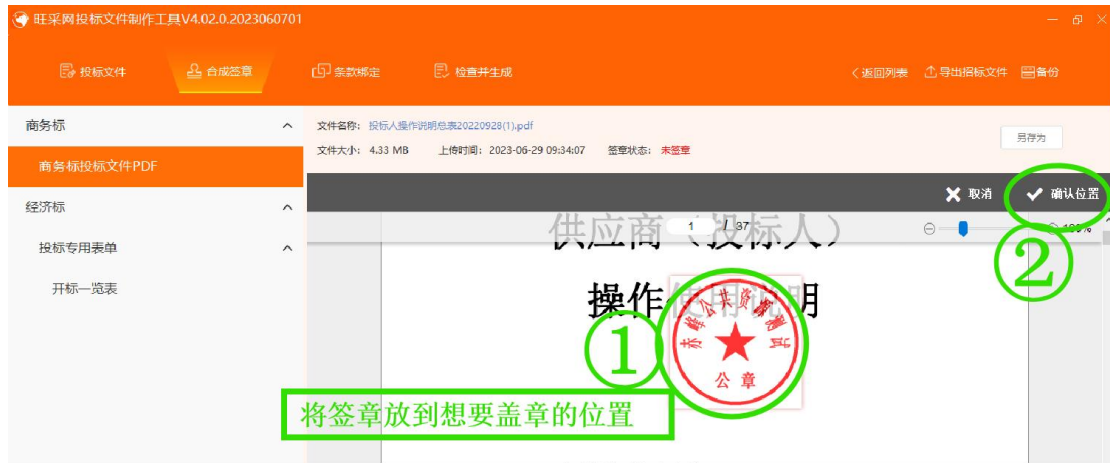 旺采网投标文件制作工具V4.02.0.2023060701
投标文件 合成签章 条款绑定 检查并生成 返回列表 导出招标文件 备份
商务标
商务标投标文件PDF
经济标
投标专用表单
开标一览表
文件名称: 投标人操作说明总表20220928(1).pdf
文件大小: 4.33 MB 上传时间: 2023-06-29 09:34:07 签章状态: 未签章
另存为
取消 确认位置
1 / 37
供应商（投标人）
操作使用说明
赤峰公共资源测试
公章
①
②
将签章放到想要盖章的位置